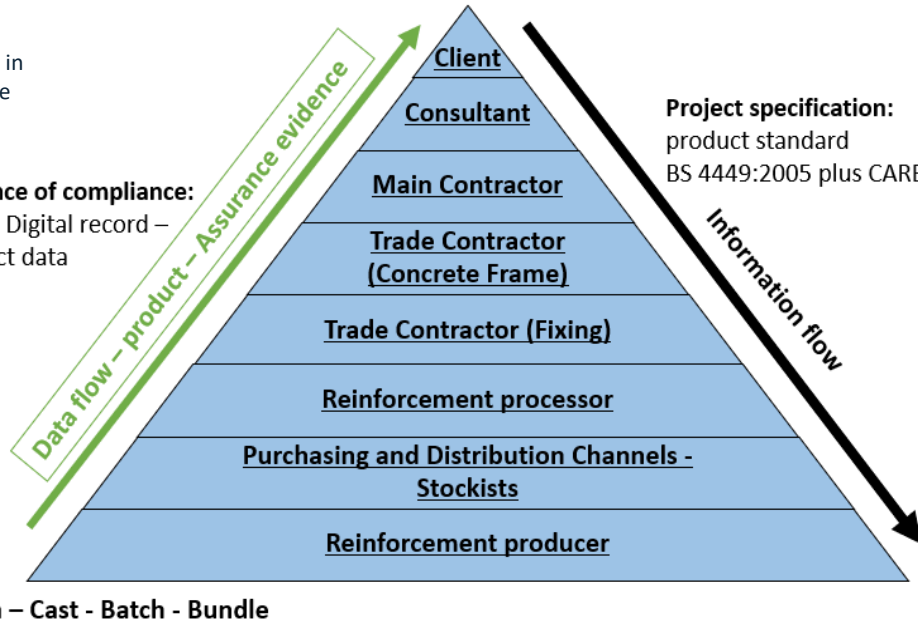 in
Client
Consultant
Project specification:
product standard
BS 4449:2005 plus CARE
Main Contractor
of compliance:
Digital record –
data
Data flow – product – Assurance evidence
Information flow
Trade Contractor
(Concrete Frame)
Trade Contractor (Fixing)
Reinforcement processor
Purchasing and Distribution Channels -
Stockists
Reinforcement producer
– Cast - Batch - Bundle